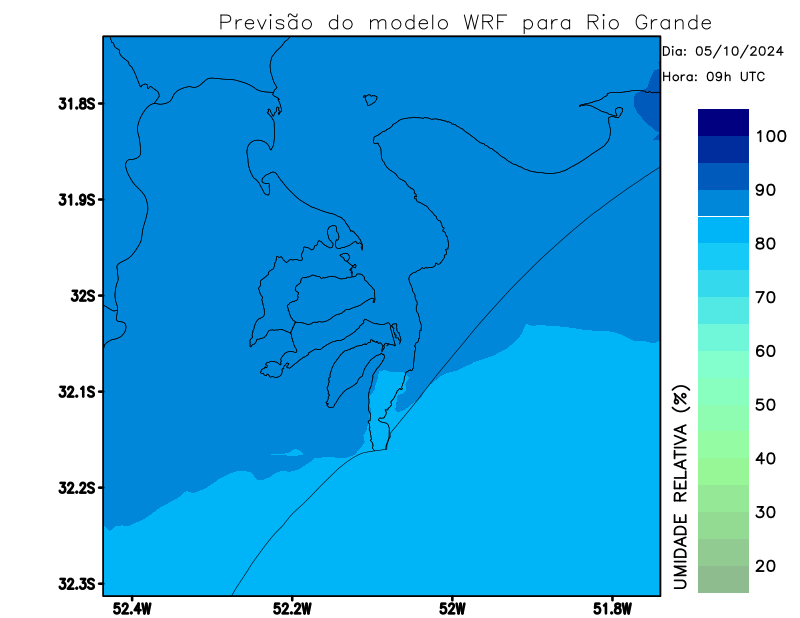 Previsão do modelo WRF para Rio Grande
Dia: 05/10/2024
Hora: 09h UTC
31.8S
31.9S
32S
32.1S
32.2S
32.3S
52.4W
52.2W
52W
51.8W
100
90
80
70
60
50
40
30
20
UMIDADE RELATIVA (%)